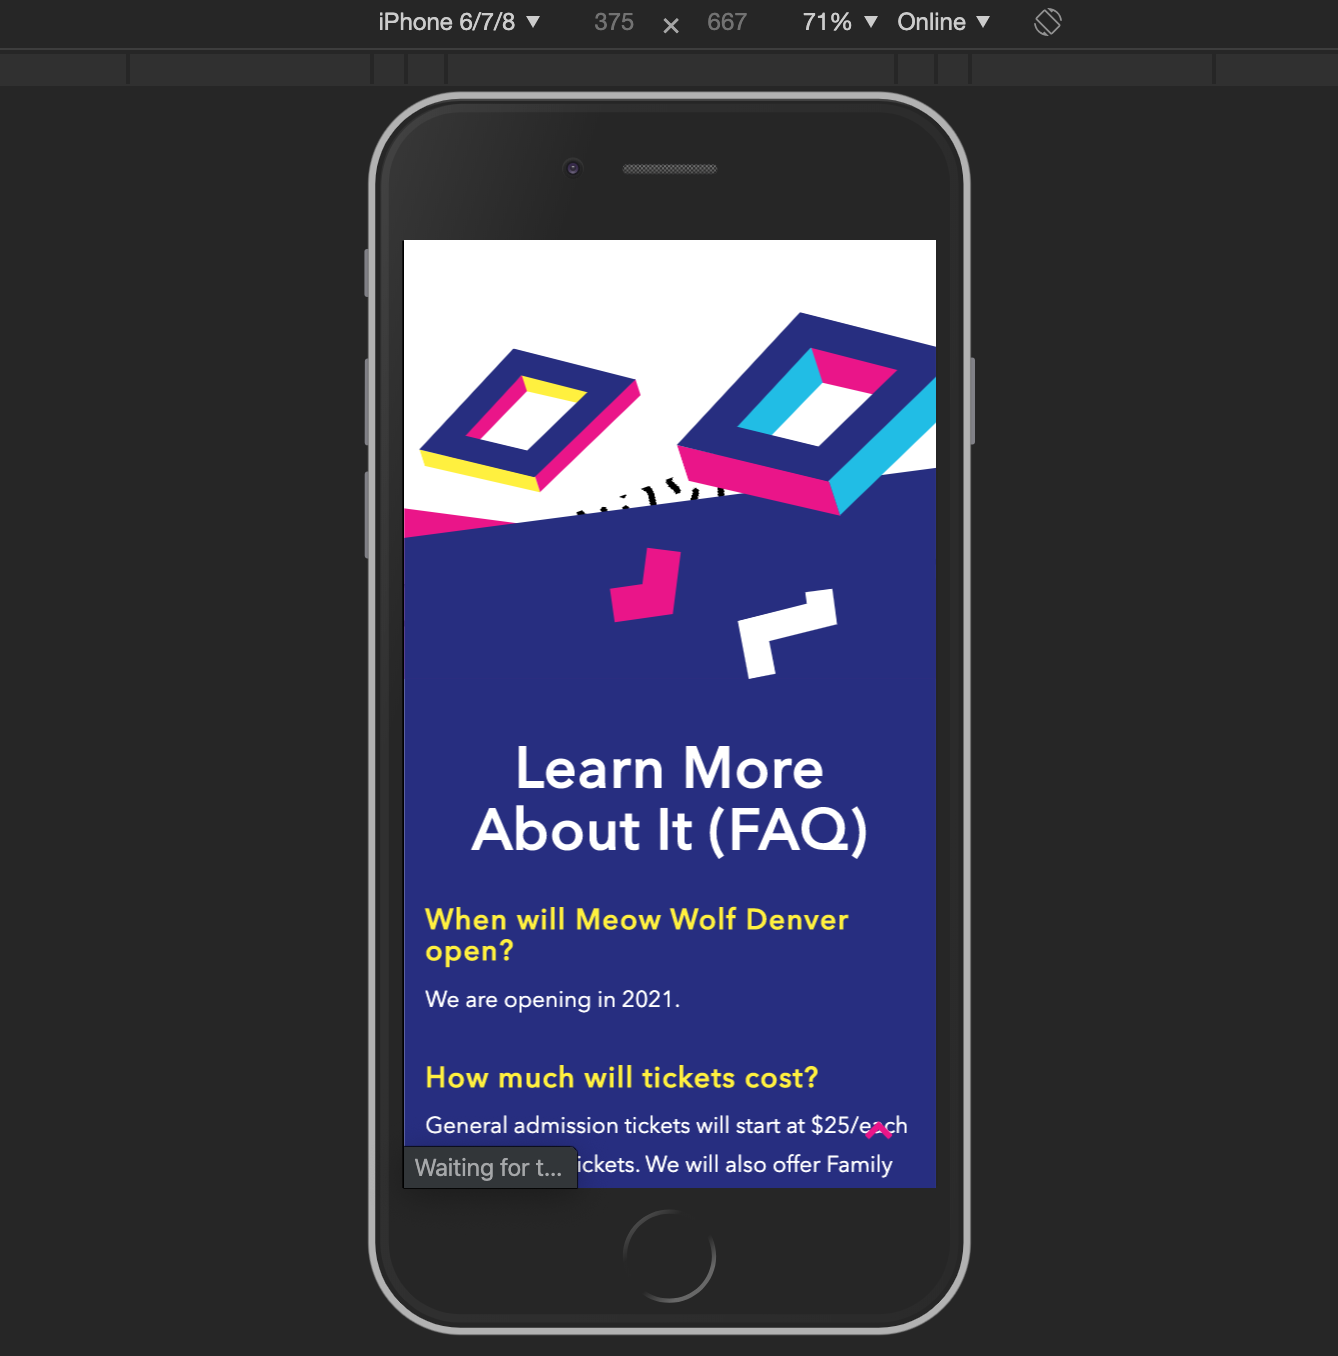 iPhone 6/7/8 ▼ 375 × 667 71% ▼ Online ▼
Learn More
About It (FAQ)
When will Meow Wolf Denver
open?
We are opening in 2021.
How much will tickets cost?
General admission tickets will start at $25/each
Waiting for t... ickets. We will also offer Family